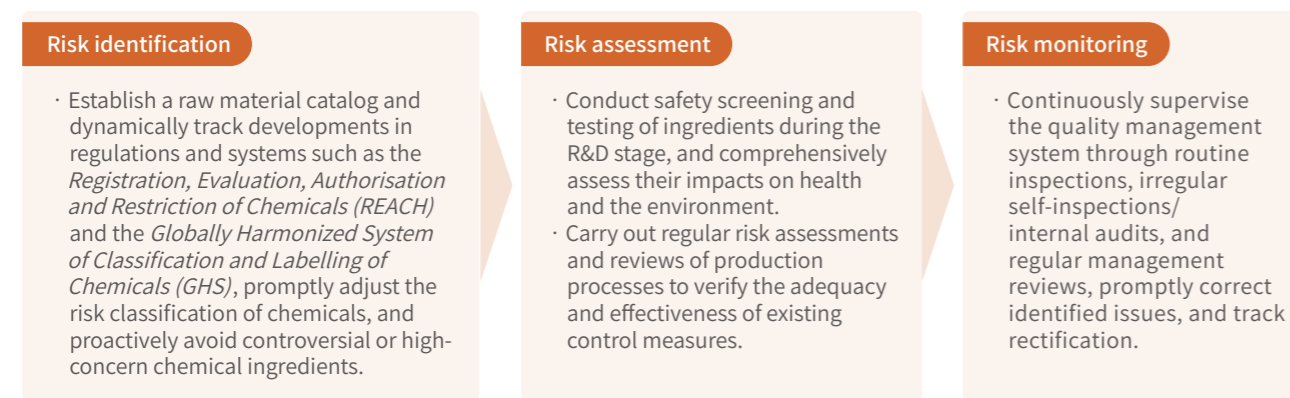 Risk identification
· Establish a raw material catalog and
dynamically track developments in
regulations and systems such as the
Registration, Evaluation, Authorisation
and Restriction of Chemicals (REACH)
and the Globally Harmonized System
of Classification and Labelling of
Chemicals (GHS), promptly adjust the
risk classification of chemicals, and
proactively avoid controversial or high-
concern chemical ingredients.
Risk assessment
· Conduct safety screening and
testing of ingredients during the
R&D stage, and comprehensively
assess their impacts on health
and the environment.
· Carry out regular risk assessments
and reviews of production
processes to verify the adequacy
and effectiveness of existing
control measures.
Risk monitoring
· Continuously supervise
the quality management
system through routine
inspections, irregular
self-inspections/
internal audits, and
regular management
reviews, promptly correct
identified issues, and track
rectification.